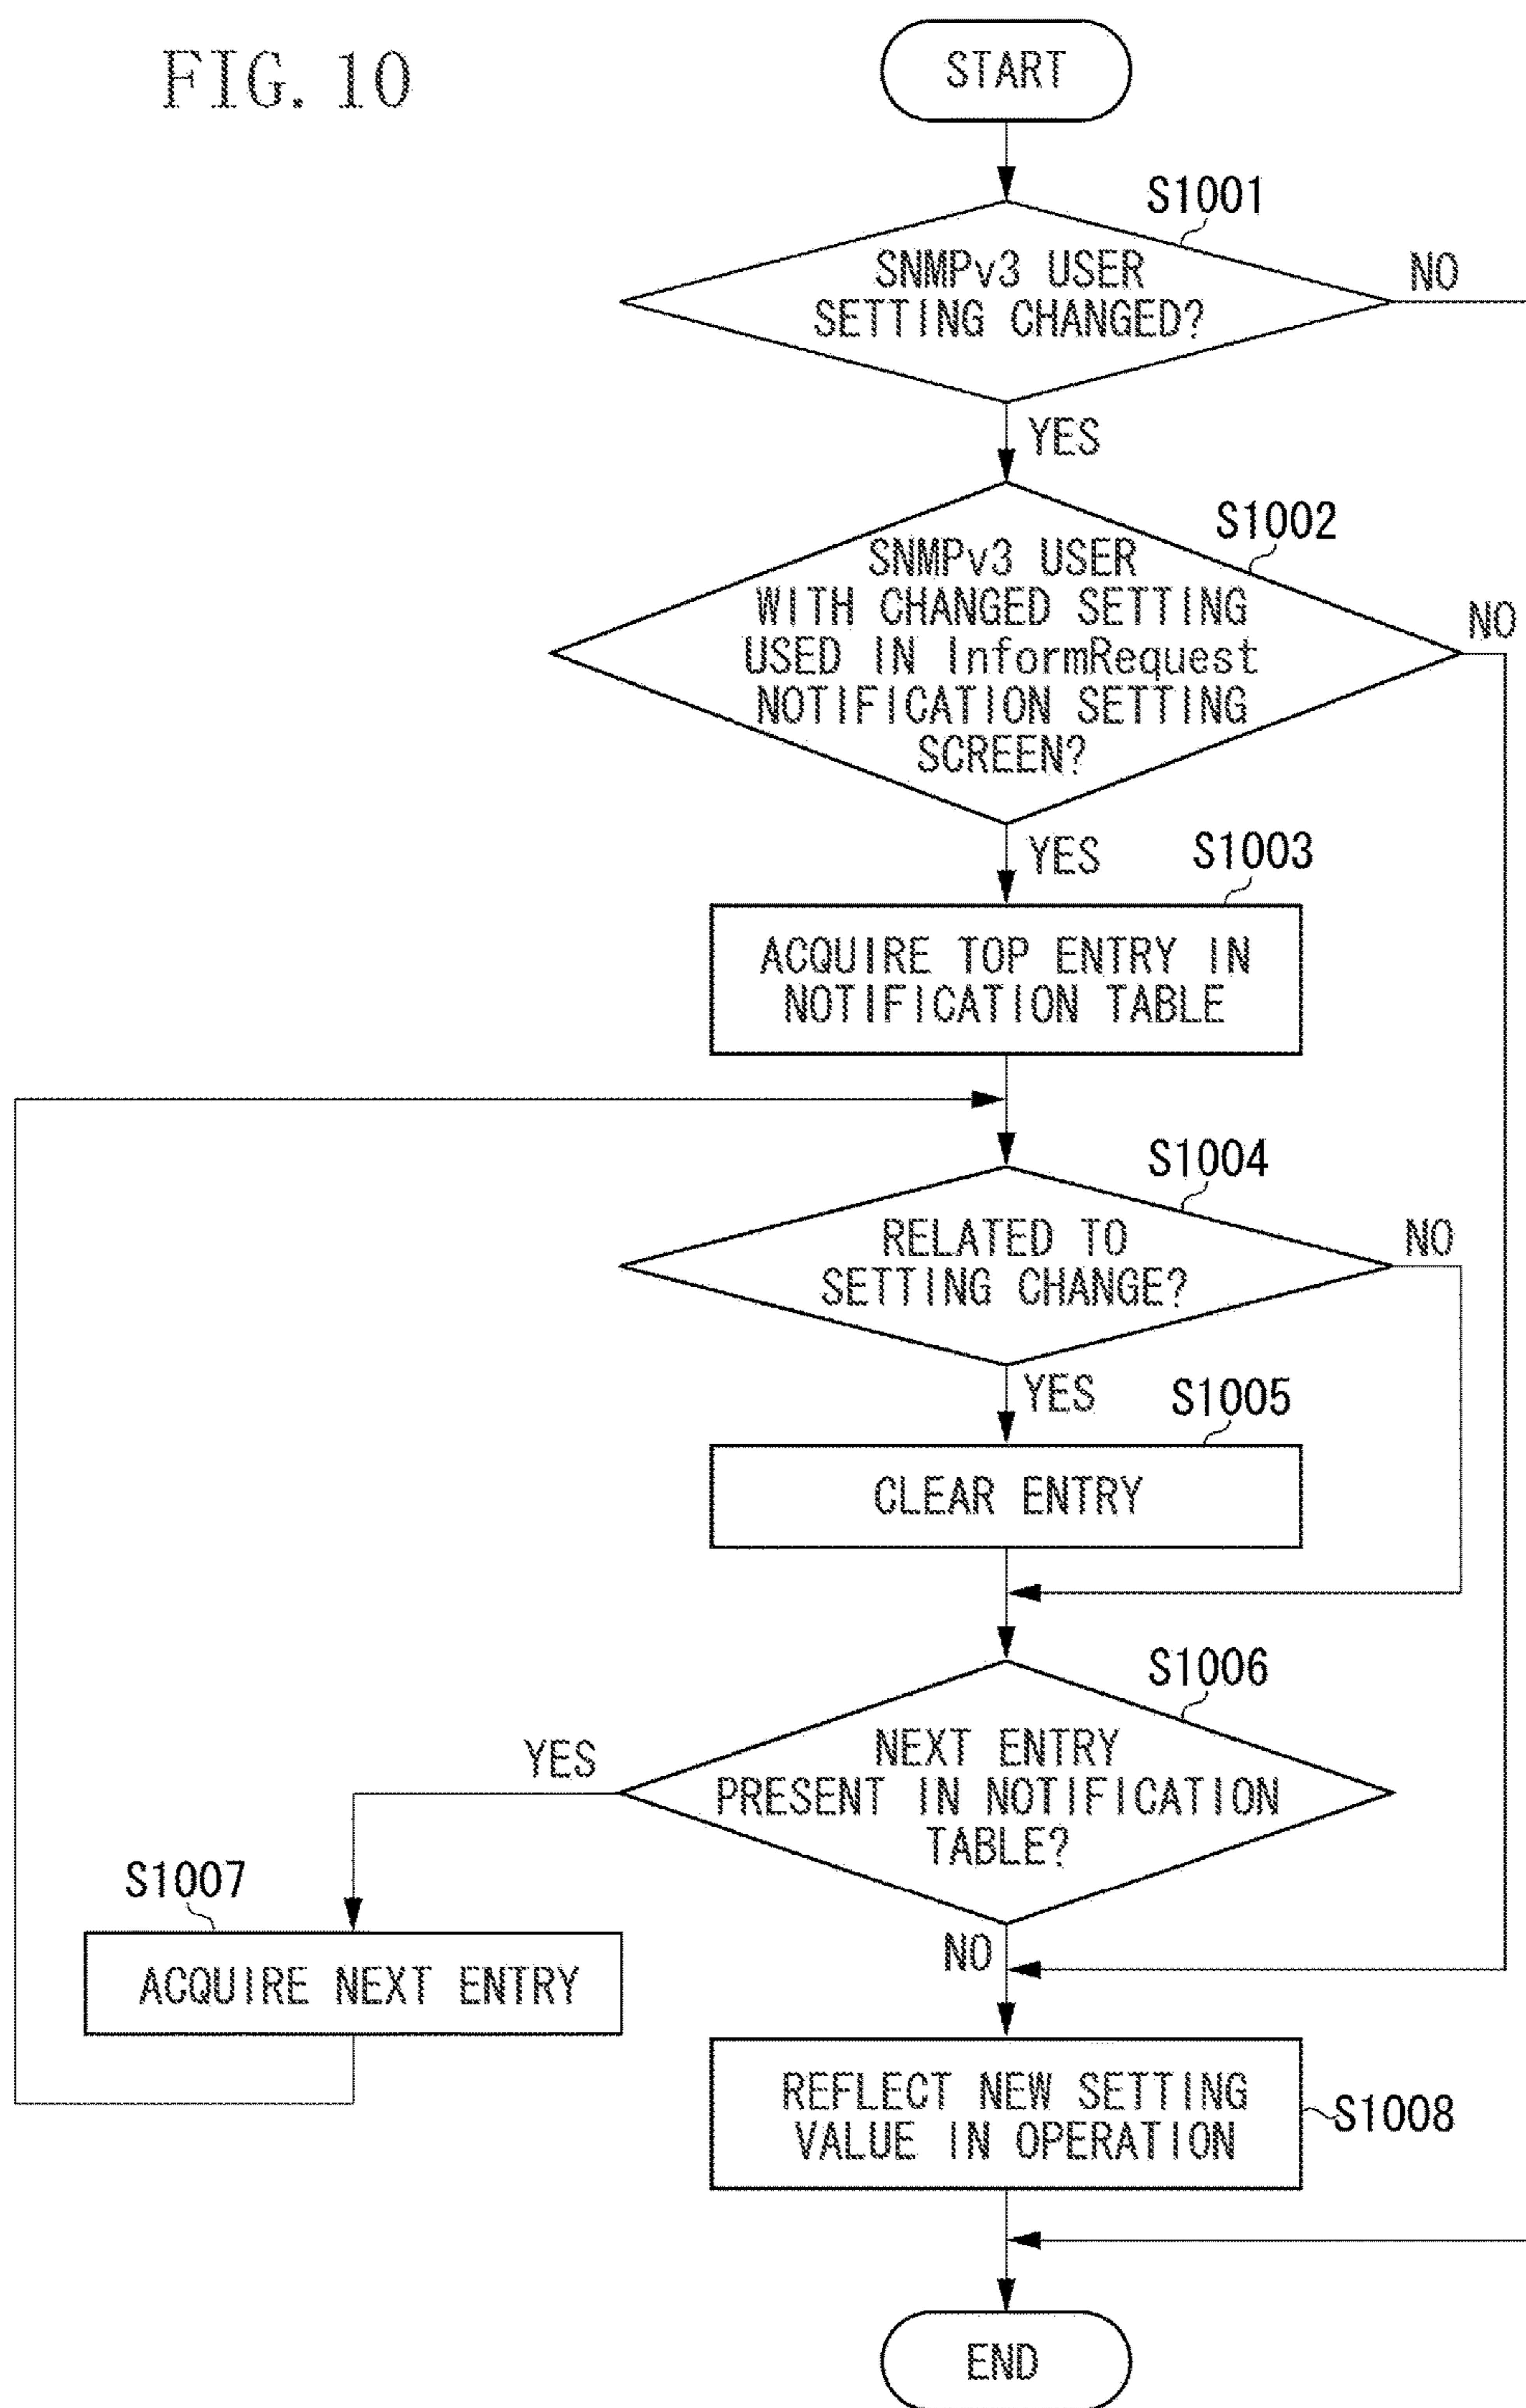 FIG. 10
START
S1001
SNMPv3 USER
SETTING CHANGED?
NO
YES
S1002
SNMPv3 USER
WITH CHANGED SETTING
USED IN InformRequest
NOTIFICATION SETTING
SCREEN?
NO
YES
S1003
ACQUIRE TOP ENTRY IN
NOTIFICATION TABLE
S1004
RELATED TO
SETTING CHANGE?
NO
YES
S1005
CLEAR ENTRY
S1006
NEXT ENTRY
PRESENT IN NOTIFICATION
TABLE?
YES
NO
S1007
ACQUIRE NEXT ENTRY
REFLECT NEW SETTING
VALUE IN OPERATION
S1008
END